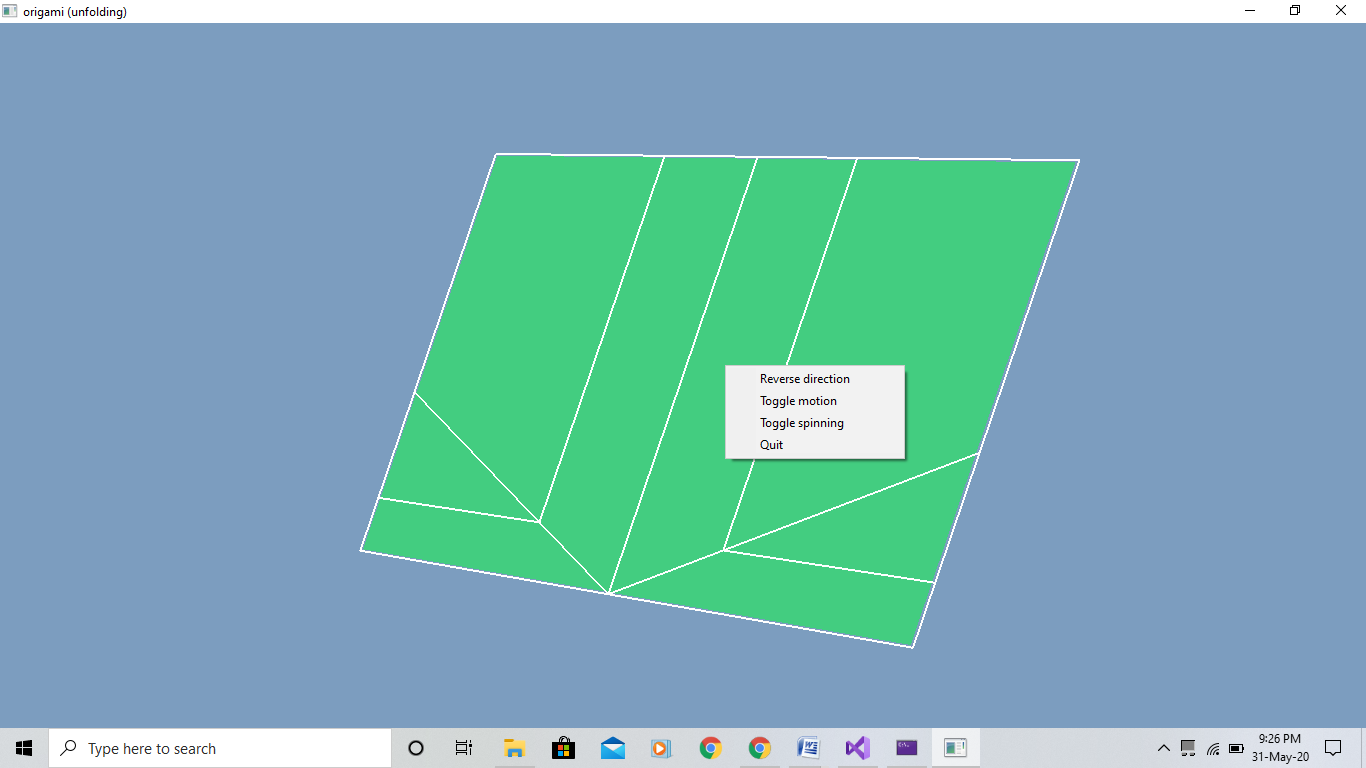 origami (unfolding)
Reverse direction
Toggle motion
Toggle spinning
Quit
Type here to search
9:26 PM
31-May-20